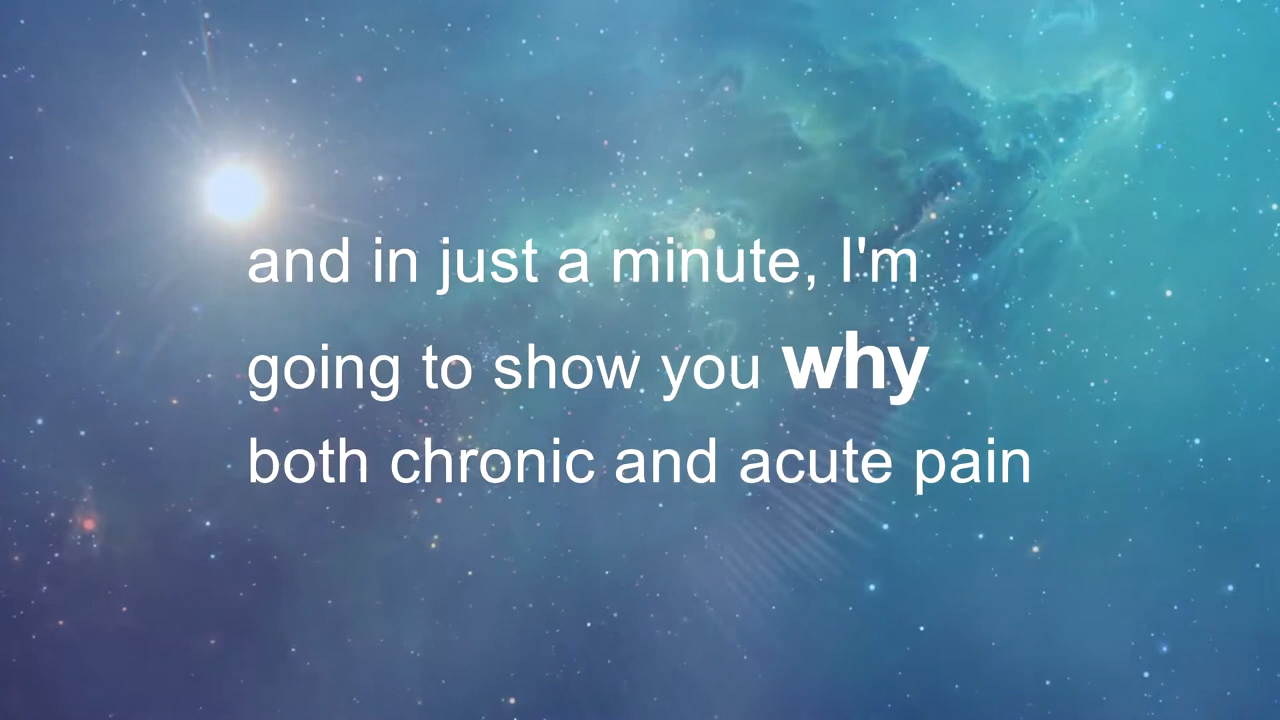 and in just a minute, I'm
going to show you why
both chronic and acute pain